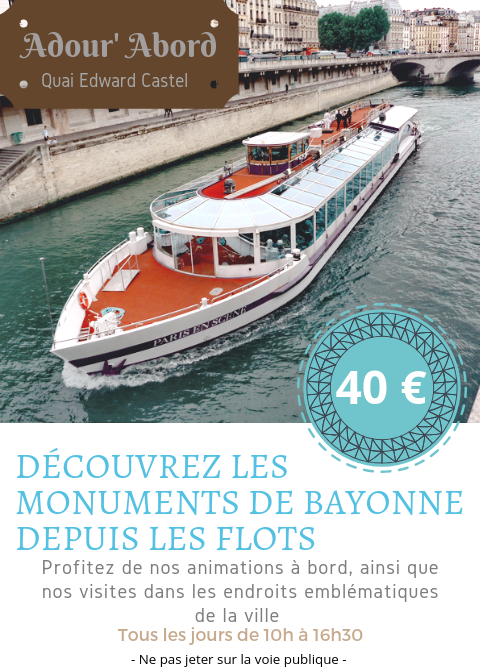 Adour' Abord
Quai Edward Castel
PARIS EN SCENE
40 €
DÉCOUVREZ LES
MONUMENTS DE BAYONNE
DEPUIS LES FLOTS
Profitez de nos animations à bord, ainsi que
nos visites dans les endroits emblématiques
de la ville
Tous les jours de 10h à 16h30
- Ne pas jeter sur la voie publique -